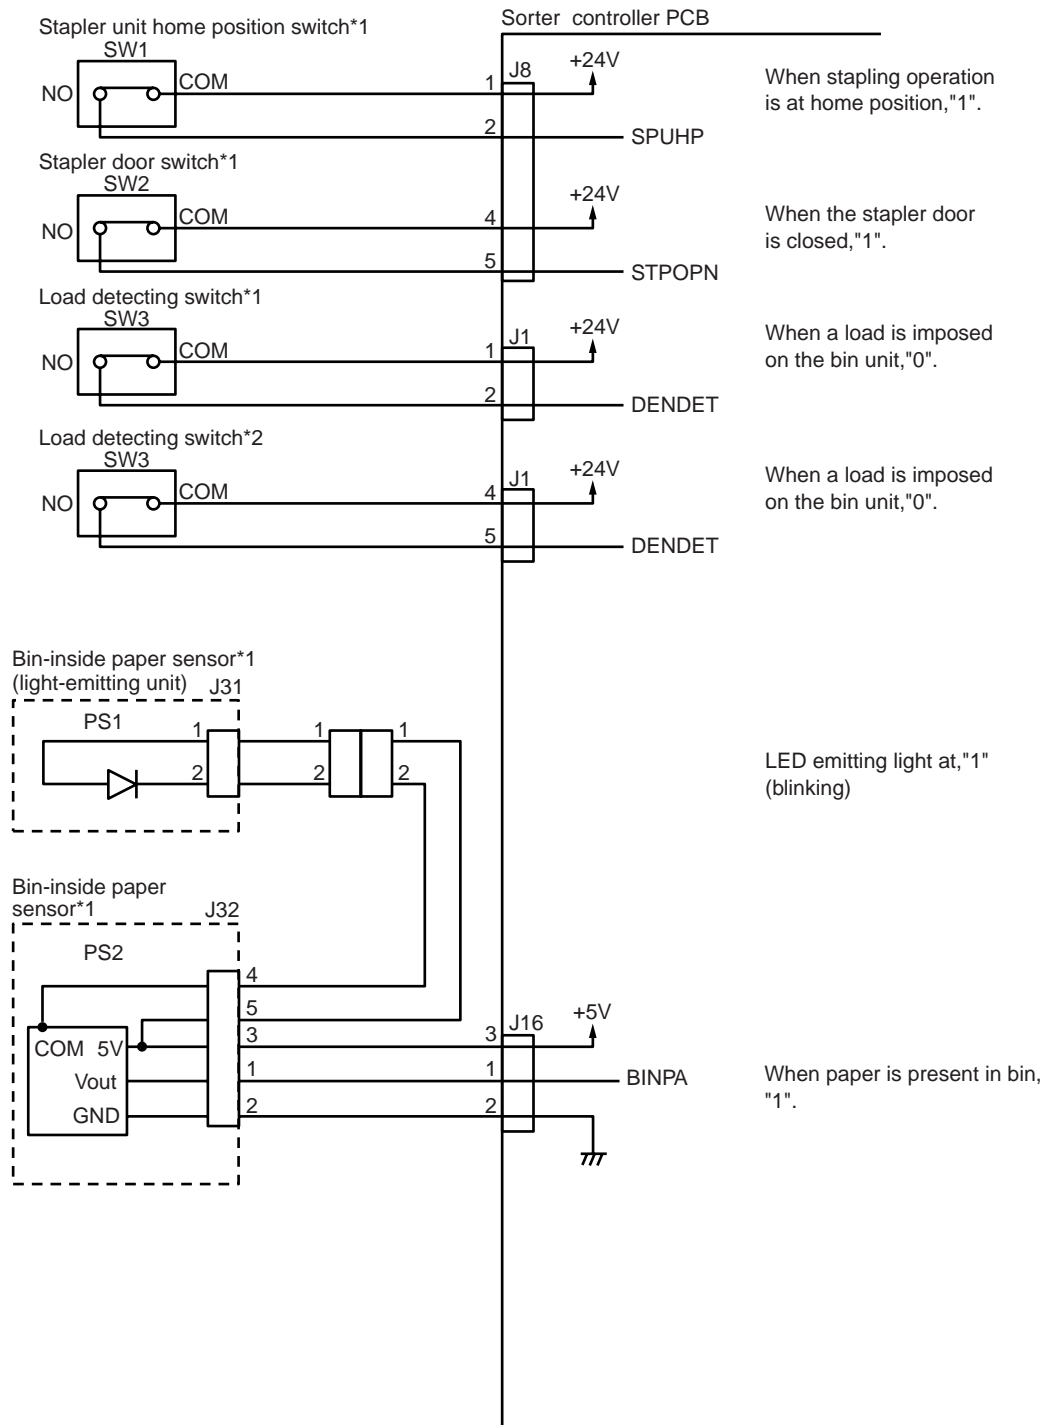 Sorter controller PCB
Stapler unit home position switch*1
SW1
NO
COM
1
J8
+24V
2
SPUHP
When stapling operation
is at home position,"1".
Stapler door switch*1
SW2
NO
COM
4
+24V
5
STPOPN
When the stapler door
is closed,"1".
Load detecting switch*1
SW3
NO
COM
1
J1
+24V
2
DENDET
When a load is imposed
on the bin unit,"0".
Load detecting switch*2
SW3
NO
COM
4
J1
+24V
5
DENDET
When a load is imposed
on the bin unit,"0".
Bin-inside paper sensor*1
(light-emitting unit)
J31
PS1
1
1
1
2
2
2
LED emitting light at,"1"
(blinking)
Bin-inside paper
sensor*1
J32
PS2
4
5
3
COM 5V
3
J16
+5V
Vout
1
1
BINPA
GND
2
2
When paper is present in bin,
"1".